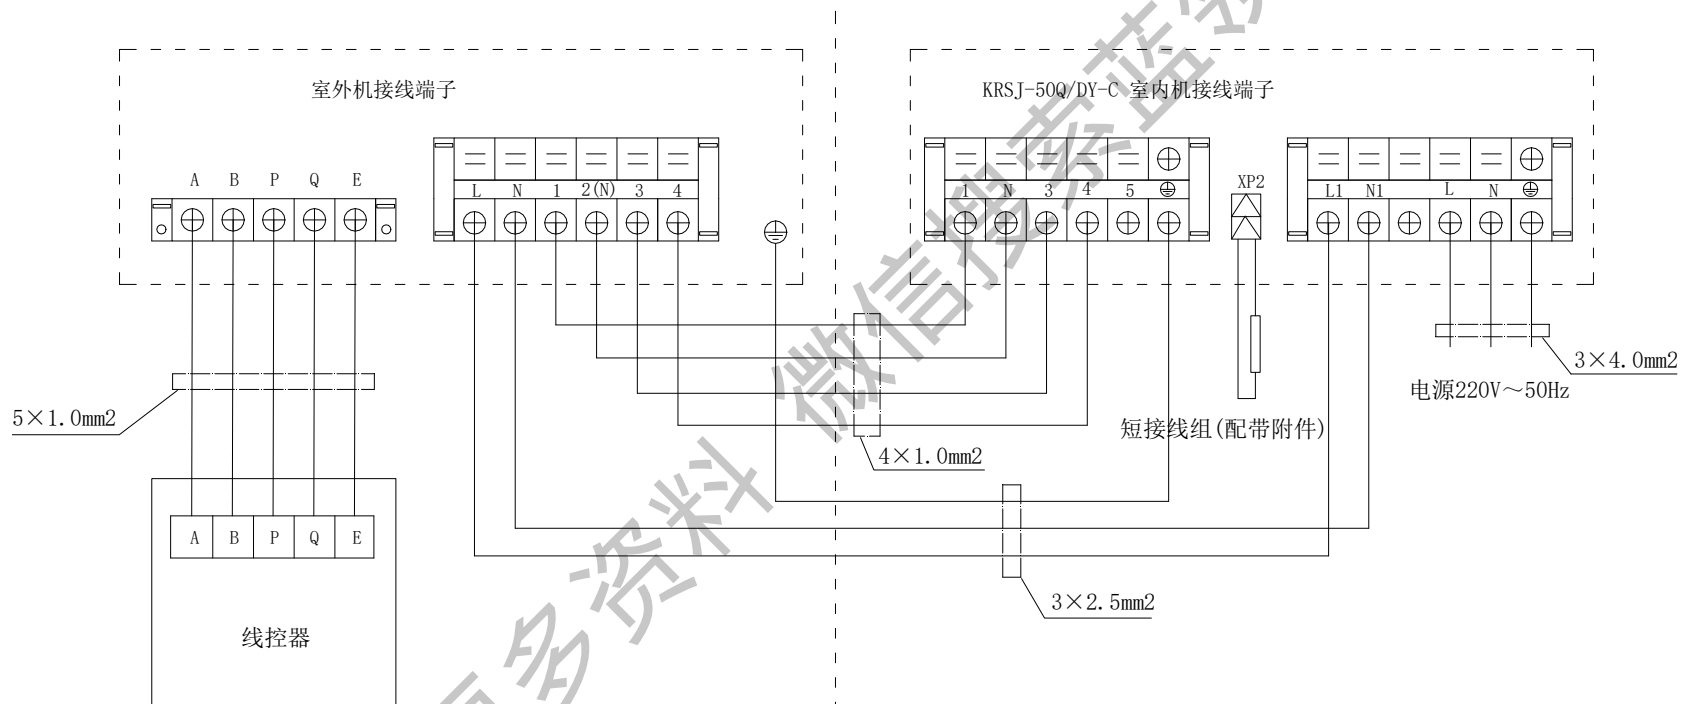 室外机接线端子
A B P Q E
L N 1 2(N) 3 4
5×1.0mm2
A B P Q E
线控器
KRSJ-50Q/DY-C 室内机接线端子
1 N 3 4 5
XP2
L1 N1 L N
3×4.0mm2
电源220V～50Hz
短接线组(配带附件)
4×1.0mm2
3×2.5mm2
多资料 微信搜索蓝领